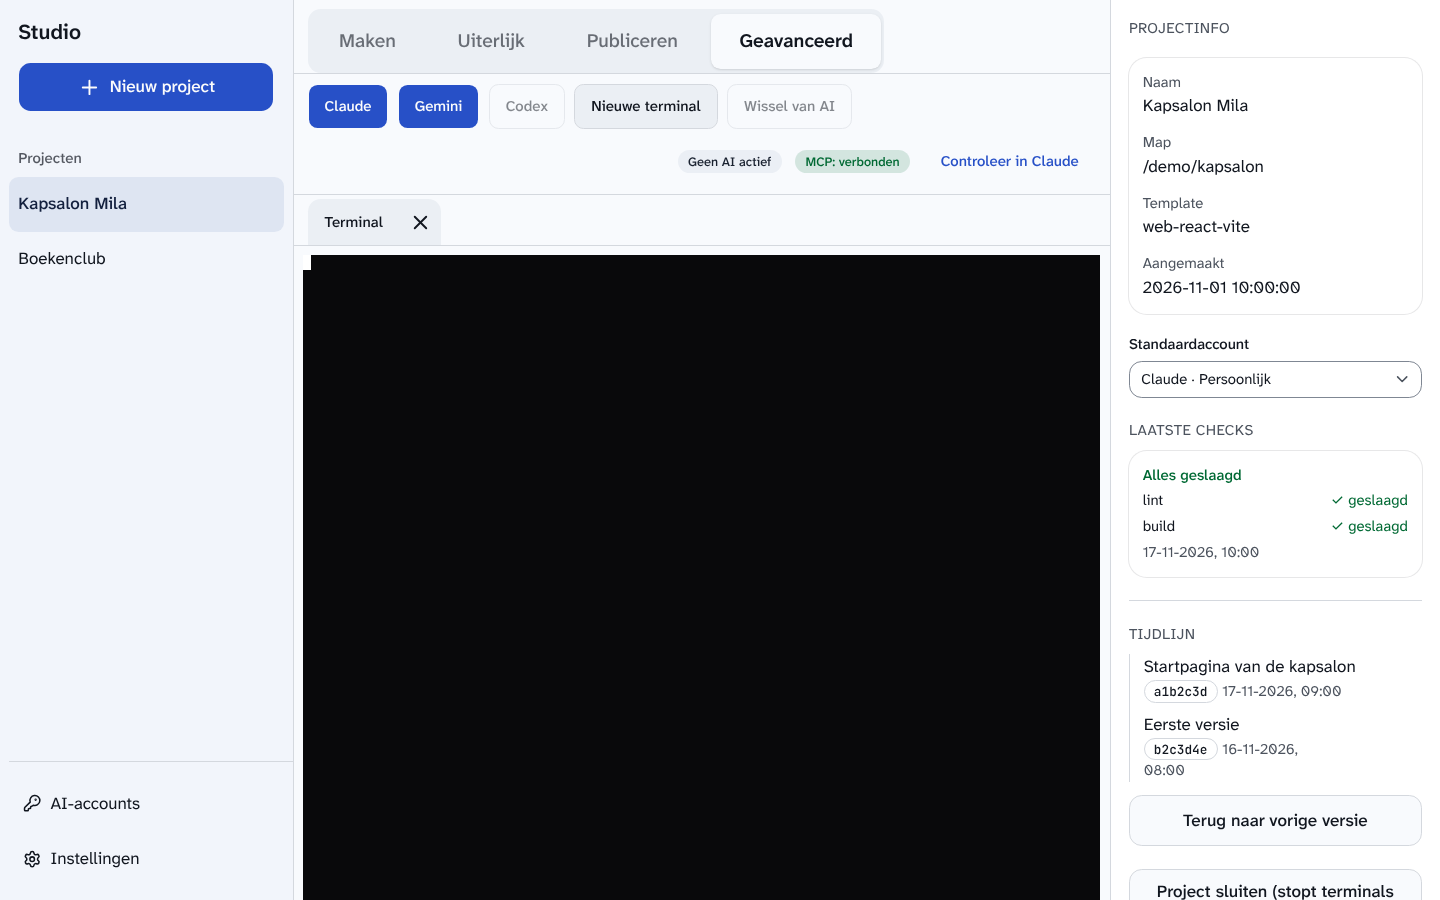 Studio
Nieuw project
Projecten
Kapsalon Mila
Boekenclub
AI-accounts
Instellingen
Maken
Uiterlijk
Publiceren
Geavanceerd
Claude
Gemini
Codex
Nieuwe terminal
Wissel van AI
Geen AI actief
MCP: verbonden
Controleer in Claude
Terminal
PROJECTINFO
Naam
Kapsalon Mila
Map
/demo/kapsalon
Template
web-react-vite
Aangemaakt
2026-11-01 10:00:00
Standaardaccount
Claude · Persoonlijk
LAATSTE CHECKS
Alles geslaagd
lint ✓ geslaagd
build ✓ geslaagd
17-11-2026, 10:00
TIJDLIJN
Startpagina van de kapsalon
a1b2c3d 17-11-2026, 09:00
Eerste versie
b2c3d4e 16-11-2026,
08:00
Terug naar vorige versie
Project sluiten (stopt terminals